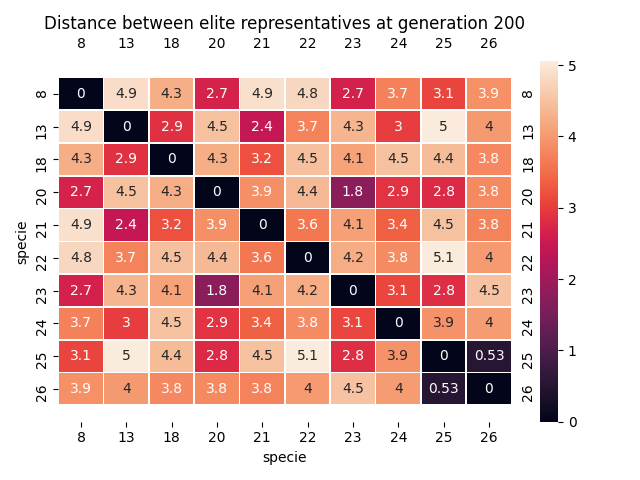 Distance between elite representatives at generation 200
8 13 18 20 21 22 23 24 25 26
8 0 4.9 4.3 2.7 4.9 4.8 2.7 3.7 3.1 3.9 8
13 4.9 0 2.9 4.5 2.4 3.7 4.3 3 5 4 13
18 4.3 2.9 0 4.3 3.2 4.5 4.1 4.5 4.4 3.8 18
20 2.7 4.5 4.3 0 3.9 4.4 1.8 2.9 2.8 3.8 20
21 4.9 2.4 3.2 3.9 0 3.6 4.1 3.4 4.5 3.8 21
22 4.8 3.7 4.5 4.4 3.6 0 4.2 3.8 5.1 4 22
23 2.7 4.3 4.1 1.8 4.1 4.2 0 3.1 2.8 4.5 23
24 3.7 3 4.5 2.9 3.4 3.8 3.1 0 3.9 4 24
25 3.1 5 4.4 2.8 4.5 5.1 2.8 3.9 0 0.53 25
26 3.9 4 3.8 3.8 3.8 4 4.5 4 0.53 0 26
8 13 18 20 21 22 23 24 25 26
specie
specie
5
4
3
2
1
0